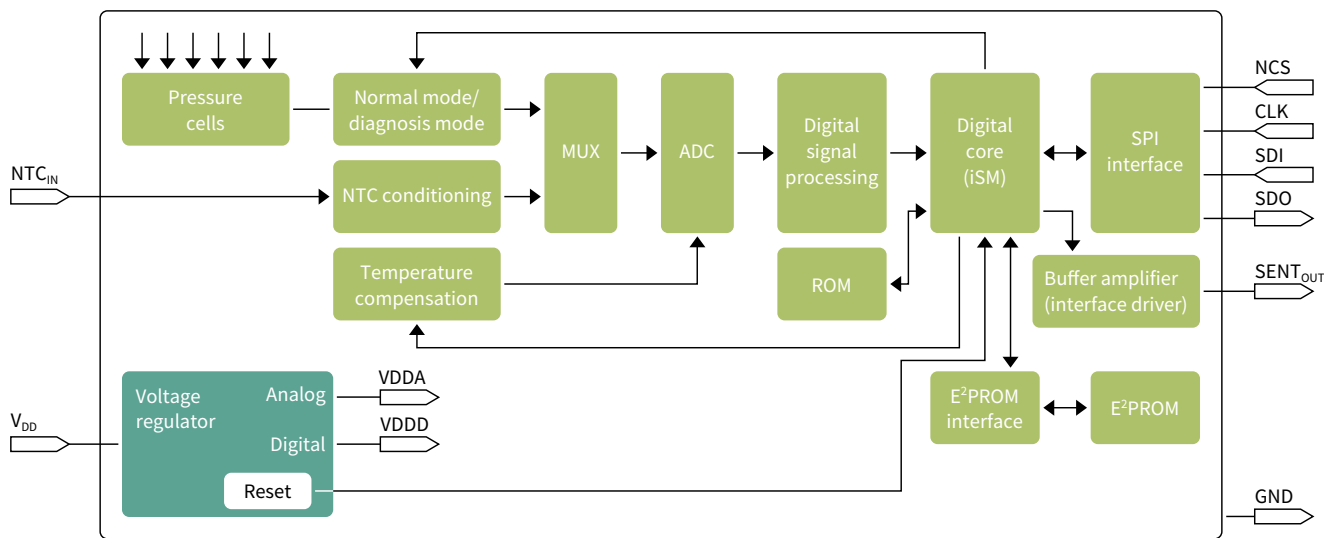 Pressure
cells
Normal mode/
diagnosis mode
MUX
ADC
Digital
signal
processing
Digital
core
(iSM)
SPI
interface
NCS
CLK
SDI
SDO
NTC_IN
NTC conditioning
Temperature
compensation
ROM
Buffer amplifier
(interface driver)
SENT_OUT
Voltage
regulator
Analog
Digital
Reset
VDDA
VDDD
V_DD
E²PROM
interface
E²PROM
GND